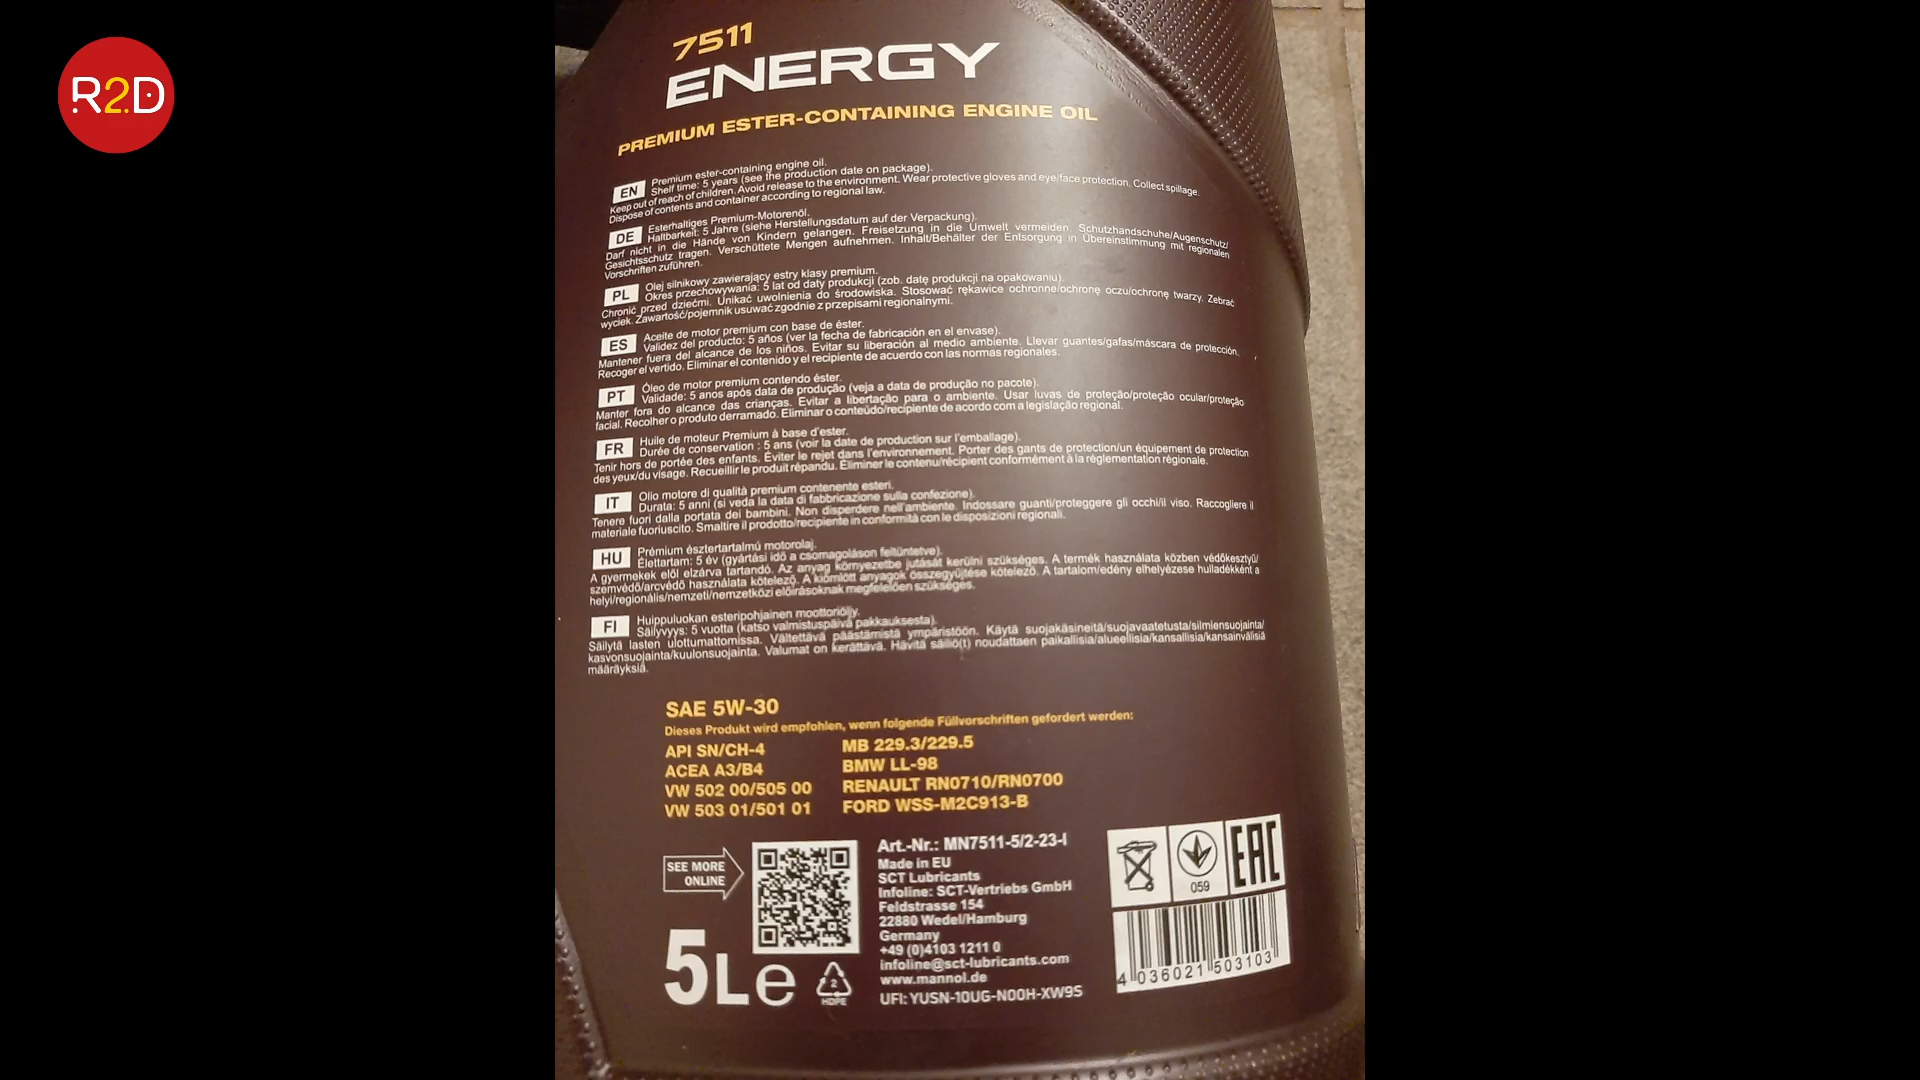 R2D
7511
ENERGY
PREMIUM ESTER-CONTAINING ENGINE OIL
EN Premium ester-containing engine oil.
Shelf time: 5 years (see the production date on package).
Keep out of reach of children. Avoid release to the environment. Wear protective gloves and eye/face protection. Collect spillage.
Dispose of contents and container according to regional law.
DE Esterhaltiges Premium-Motorenöl.
Haltbarkeit: 5 Jahre (siehe Herstellungsdatum auf der Verpackung).
Darf nicht in die Hände von Kindern gelangen. Freisetzung in die Umwelt vermeiden. Schutzhandschuhe/Augenschutz/
Gesichtsschutz tragen. Verschüttete Mengen aufnehmen. Inhalt/Behälter der Entsorgung in Übereinstimmung mit regionalen
Vorschriften zuführen.
PL Olej silnikowy zawierający estry klasy premium.
Okres przechowywania: 5 lat od daty produkcji (zob. datę produkcji na opakowaniu).
Chronić przed dziećmi. Unikać uwolnienia do środowiska. Stosować rękawice ochronne/ochronę oczu/ochronę twarzy. Zebrać
wyciek. Zawartość/pojemnik usuwać zgodnie z przepisami regionalnymi.
ES Aceite de motor premium con base de éster.
Validez del producto: 5 años (ver la fecha de fabricación en el envase).
Mantener fuera del alcance de los niños. Evitar su liberación al medio ambiente. Llevar guantes/gafas/máscara de protección.
Recoger el vertido. Eliminar el contenido y el recipiente de acuerdo con las normas regionales.
PT Óleo de motor premium contendo éster.
Validade: 5 anos após data de produção (veja a data de produção no pacote).
Manter fora do alcance das crianças. Evitar a libertação para o ambiente. Usar luvas de proteção/proteção ocular/proteção
facial. Recolher o produto derramado. Eliminar o conteúdo/recipiente de acordo com a legislação regional.
FR Huile de moteur Premium à base d'ester.
Durée de conservation : 5 ans (voir la date de production sur l'emballage).
Tenir hors de portée des enfants. Éviter le rejet dans l'environnement. Porter des gants de protection/un équipement de protection
des yeux/du visage. Recueillir le produit répandu. Éliminer le contenu/récipient conformément à la réglementation régionale.
IT Olio motore di qualità premium contenente esteri.
Durata: 5 anni (si veda la data di fabbricazione sulla confezione).
Tenere fuori dalla portata dei bambini. Non disperdere nell'ambiente. Indossare guanti/proteggere gli occhi/il viso. Raccogliere il
materiale fuoriuscito. Smaltire il prodotto/recipiente in conformità con le disposizioni regionali.
HU Prémium észtertartalmú motorolaj.
Élettartam: 5 év (gyártási idő a csomagoláson feltüntetve).
A gyermekek elől elzárva tartandó. Az anyag környezetbe jutását kerülni szükséges. A termék használata közben védőkesztyű/
szemvédő/arcvédő használata kötelező. A kiömlött anyagok összegyűjtése kötelező. A tartalom/edény elhelyézese hulladékként a
helyi/regionális/nemzeti/nemzetközi előírásoknak megfelelően szükséges.
FI Huippuluokan esteripohjainen moottoriöljy.
Säilyvyys: 5 vuotta (katso valmistuspäivä pakkauksesta).
Säilytä lasten ulottumattomissa. Vältettävä päästämistä ympäristöön. Käytä suojakäsineitä/suojavaatetusta/silmiensuojainta/
kasvonsuojainta/kuulonsuojainta. Valumat on kerättävä. Hävitä säiliö(t) noudattaen paikallisia/alueellisia/kansallisia/kansainvälisiä
määräyksiä.
SAE 5W-30
Dieses Produkt wird empfohlen, wenn folgende Füllvorschriften gefordert werden:
API SN/CH-4
ACEA A3/B4
VW 502 00/505 00
VW 503 01/501 01
MB 229.3/229.5
BMW LL-98
RENAULT RN0710/RN0700
FORD WSS-M2C913-B
SEE MORE
ONLINE
5L e
2
HDPE
Art.-Nr.: MN7511-5/2-23-I
Made in EU
SCT Lubricants
Infoline: SCT-Vertriebs GmbH
Feldstrasse 154
22880 Wedel/Hamburg
Germany
+49 (0)4103 1211 0
infoline@sct-lubricants.com
www.mannol.de
UFI: YUSN-10UG-N00H-XW9S
059
EAC
4 036021 503103